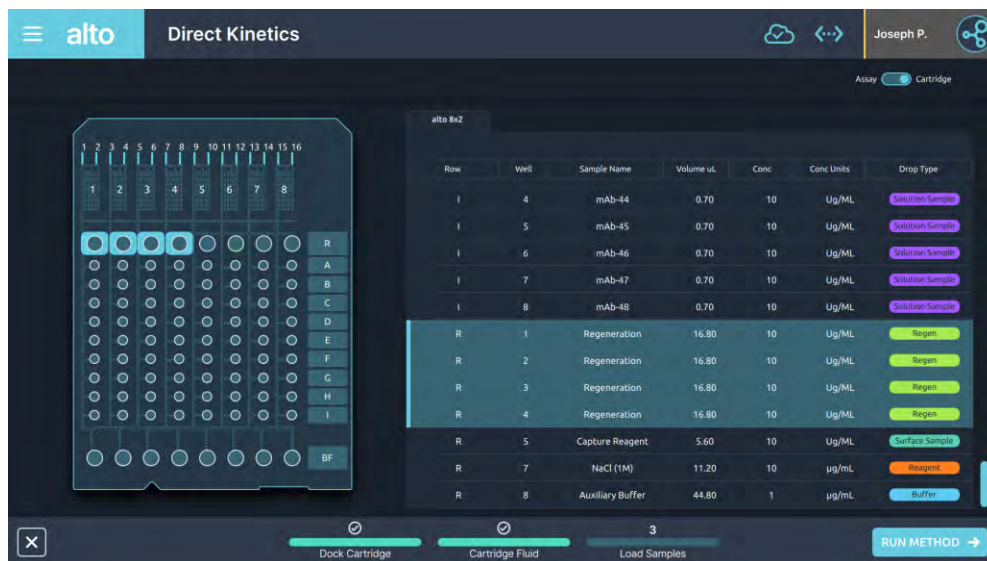 alto
Direct Kinetics
Joseph P.
Assay Cartridge
alto 8x2
1 2 3 4 5 6 7 8 9 10 11 12 13 14 15 16
1 2 3 4 5 6 7 8
R
A
B
C
D
E
F
G
H
I
BF
Row Well Sample Name Volume uL Conc Conc Units Drop Type
I 4 mAb-44 0.70 10 Ug/ML Solution Sample
I 5 mAb-45 0.70 10 Ug/ML Solution Sample
I 6 mAb-46 0.70 10 Ug/ML Solution Sample
I 7 mAb-47 0.70 10 Ug/ML Solution Sample
I 8 mAb-48 0.70 10 Ug/ML Solution Sample
R 1 Regeneration 16.80 10 Ug/ML Regen
R 2 Regeneration 16.80 10 Ug/ML Regen
R 3 Regeneration 16.80 10 Ug/ML Regen
R 4 Regeneration 16.80 10 Ug/ML Regen
R 5 Capture Reagent 5.60 10 Ug/ML Surface Sample
R 7 NaCl (1M) 11.20 10 µg/mL Reagent
R 8 Auxiliary Buffer 44.80 1 µg/mL Buffer
Dock Cartridge
Cartridge Fluid
3
Load Samples
RUN METHOD